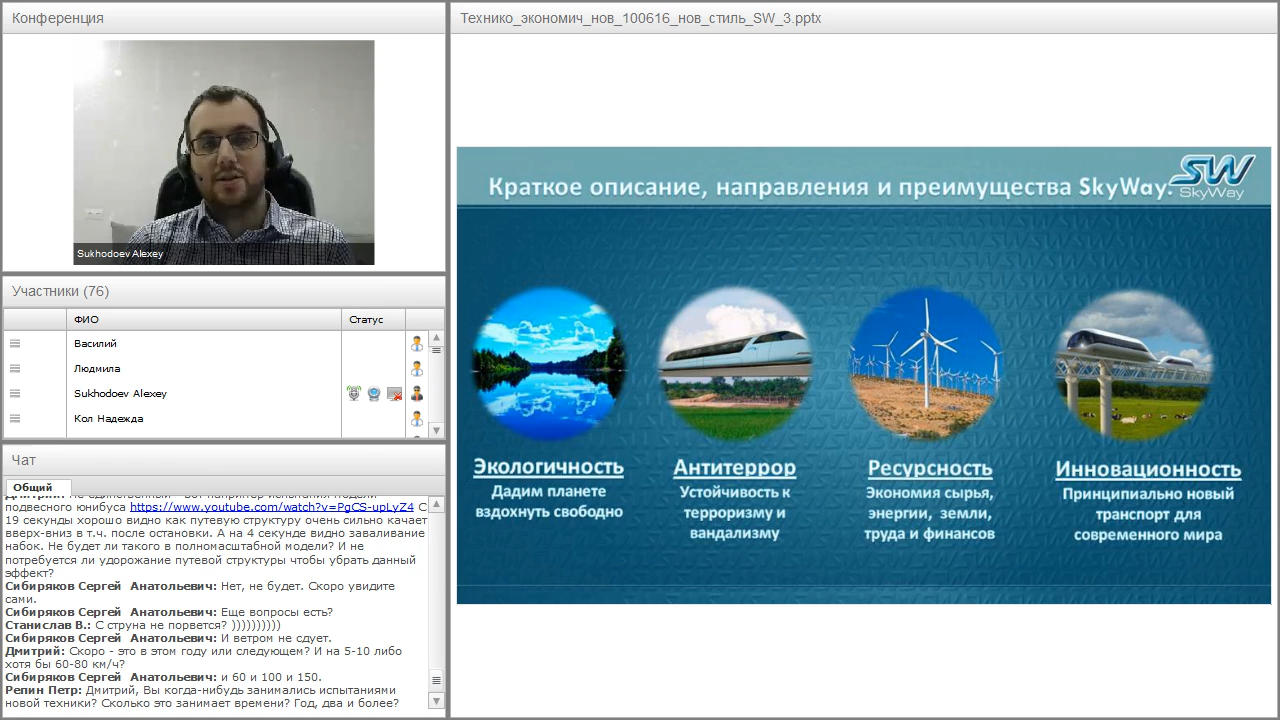 Конференция
Sukhodoev Alexey
Участники (76)
ФИО
Статус
Василий
Людмила
Sukhodoev Alexey
Кол Надежда
Чат
Общий
подвесного юнибуса https://www.youtube.com/watch?v=PgCS-upLyZ4 С
19 секунды хорошо видно как путевую структуру очень сильно качает
вверх-вниз в т.ч. после остановки. А на 4 секунде видно заваливание
набок. Не будет ли такого в полномасштабной модели? И не
потребуется ли удорожание путевой структуры чтобы убрать данный
эффект?
Сибиряков Сергей Анатольевич: Нет, не будет. Скоро увидите
сами.
Сибиряков Сергей Анатольевич: Еще вопросы есть?
Станислав В.: С струна не порвется? ))))))))))
Сибиряков Сергей Анатольевич: И ветром не сдует.
Дмитрий: Скоро - это в этом году или следующем? И на 5-10 либо
хотя бы 60-80 км/ч?
Сибиряков Сергей Анатольевич: и 60 и 100 и 150.
Репин Петр: Дмитрий, Вы когда-нибудь занимались испытаниями
новой техники? Сколько это занимает времени? Год, два и более?
Технико_экономич_нов_100616_нов_стиль_SW_3.pptx
Краткое описание, направления и преимущества SkyWay.
SW
SkyWay
Экологичность
Дадим планете
вздохнуть свободно
Антитеррор
Устойчивость к
терроризму и
вандализму
Ресурсность
Экономия сырья,
энергии, земли,
труда и финансов
Инновационность
Принципиально новый
транспорт для
современного мира